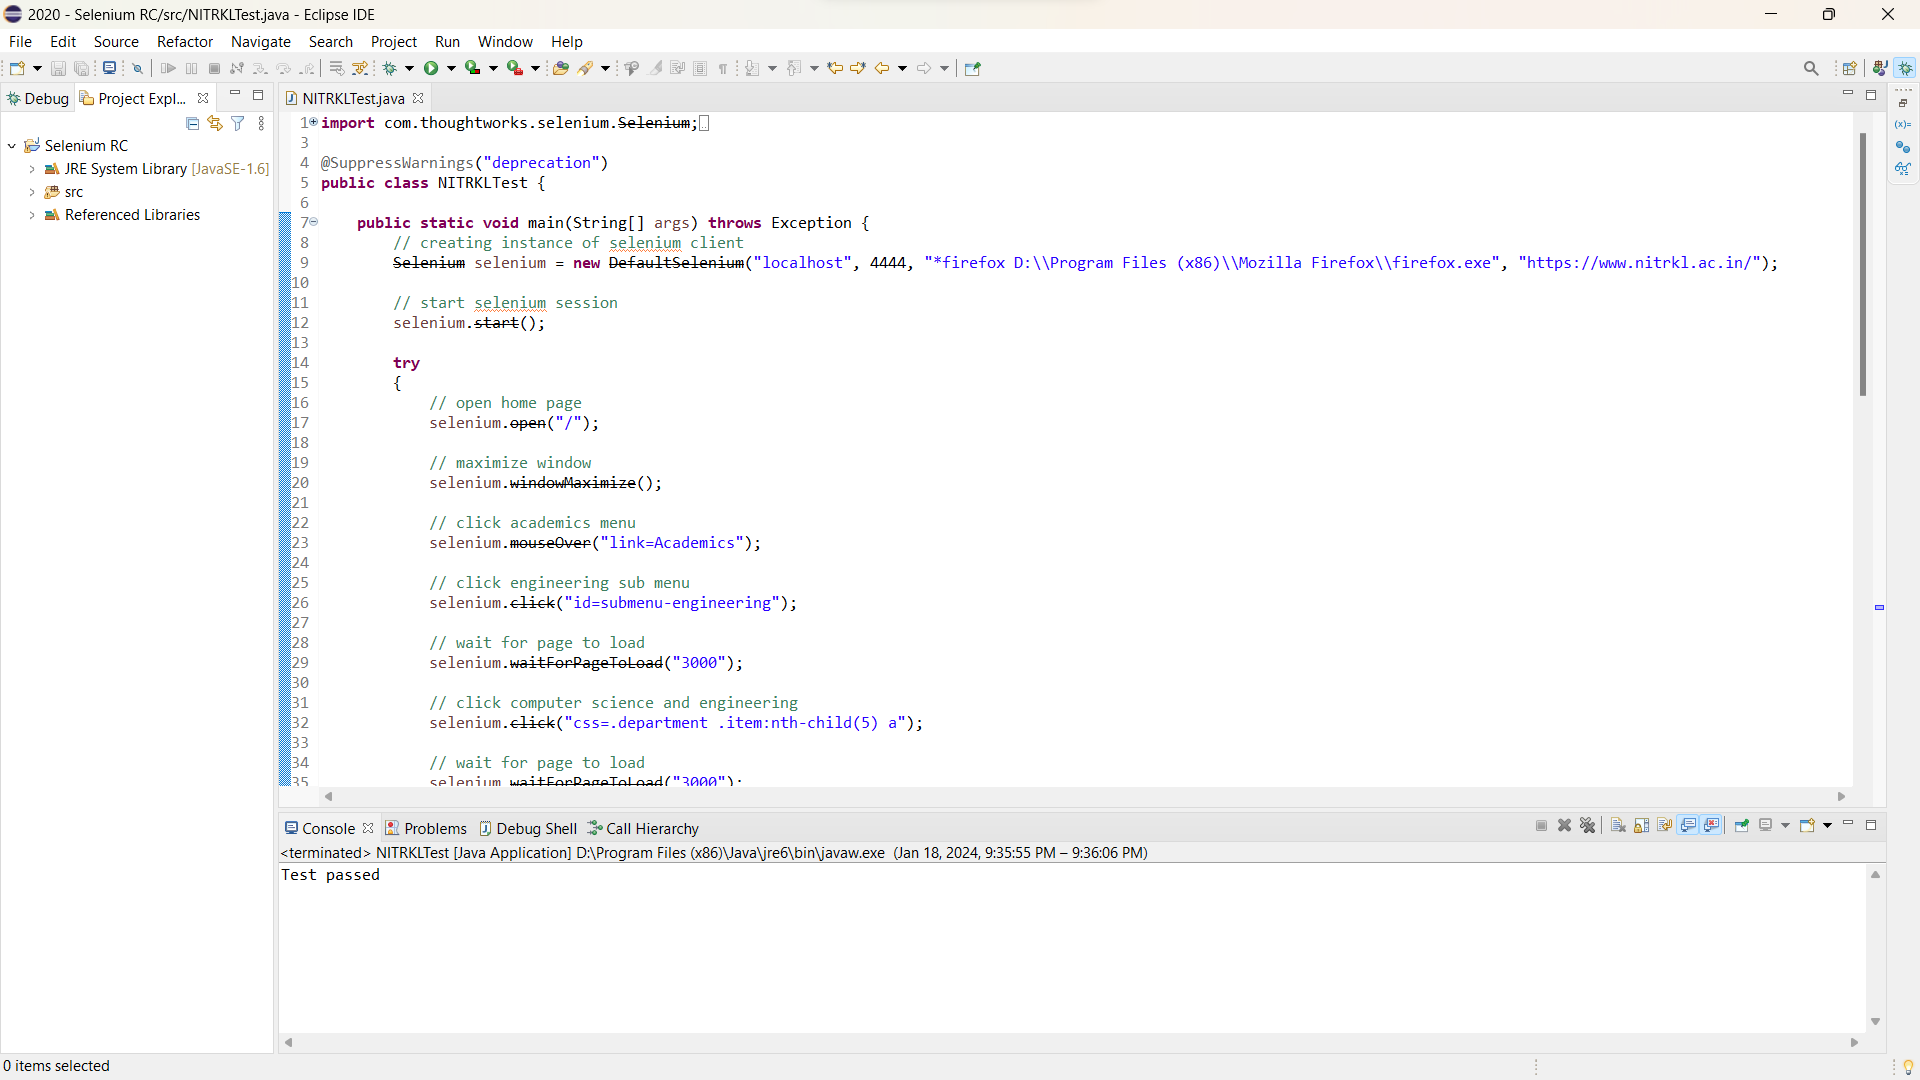 2020 - Selenium RC/src/NITRKLTest.java - Eclipse IDE
File Edit Source Refactor Navigate Search Project Run Window Help
Debug Project Expl... NITRKLTest.java
Selenium RC
JRE System Library [JavaSE-1.6]
src
Referenced Libraries
1 import com.thoughtworks.selenium.Selenium;
3
4 @SuppressWarnings("deprecation")
5 public class NITRKLTest {
6
7 public static void main(String[] args) throws Exception {
8 // creating instance of selenium client
9 Selenium selenium = new DefaultSelenium("localhost", 4444, "*firefox D:\\Program Files (x86)\\Mozilla Firefox\\firefox.exe", "https://www.nitrkl.ac.in/");
10
11 // start selenium session
12 selenium.start();
13
14 try
15 {
16 // open home page
17 selenium.open("/");
18
19 // maximize window
20 selenium.windowMaximize();
21
22 // click academics menu
23 selenium.mouseOver("link=Academics");
24
25 // click engineering sub menu
26 selenium.click("id=submenu-engineering");
27
28 // wait for page to load
29 selenium.waitForPageToLoad("3000");
30
31 // click computer science and engineering
32 selenium.click("css=.department .item:nth-child(5) a");
33
34 // wait for page to load
35 selenium.waitForPageToLoad("3000");
Console Problems Debug Shell Call Hierarchy
<terminated> NITRKLTest [Java Application] D:\Program Files (x86)\Java\jre6\bin\javaw.exe (Jan 18, 2024, 9:35:55 PM – 9:36:06 PM)
Test passed
0 items selected